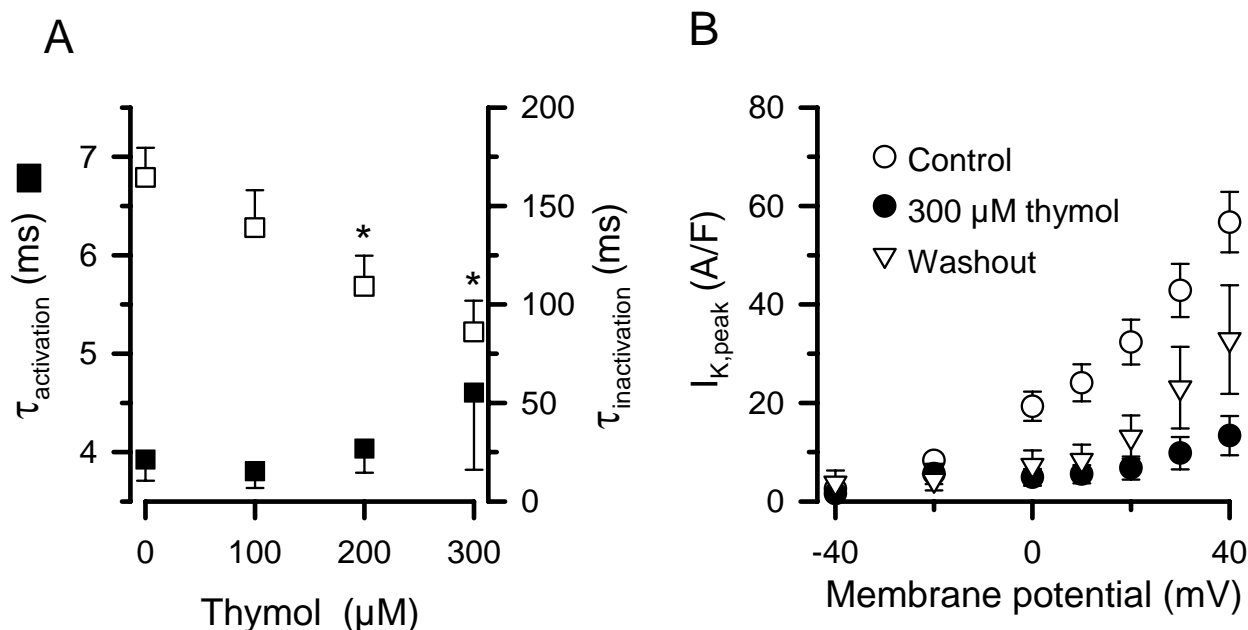 A
τactivation (ms)
7
6
5
4
*
*
200
150
100
50
0
τinactivation (ms)
0 100 200 300
Thymol (µM)
B
IK,peak (A/F)
80
60
40
20
0
Control
300 µM thymol
Washout
-40 0 40
Membrane potential (mV)